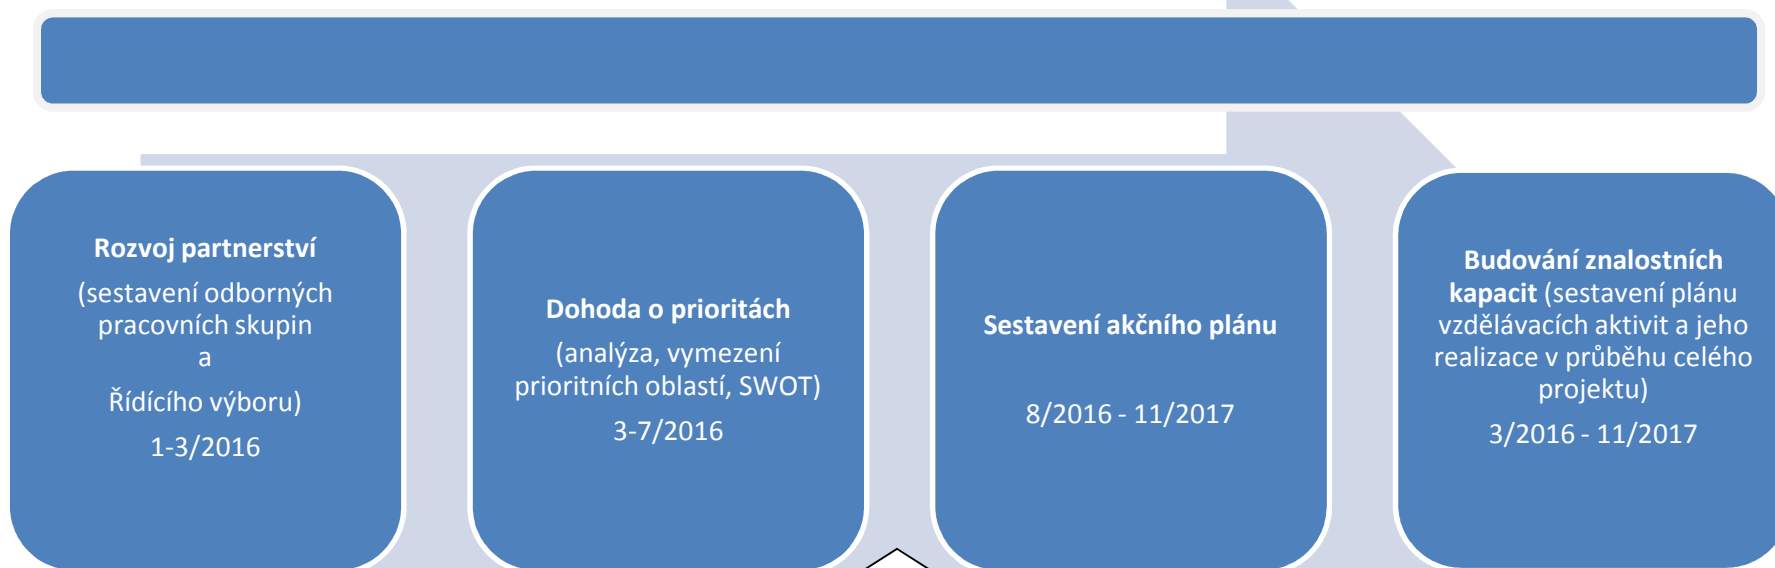 Rozvoj partnerství
(sestavení odborných
pracovních skupin
a
Řídícího výboru)
1-3/2016
Dohoda o prioritách
(analýza, vymezení
prioritních oblastí, SWOT)
3-7/2016
Sestavení akčního plánu
8/2016 - 11/2017
Budování znalostních
kapacit (sestavení plánu
vzdělávacích aktivit a jeho
realizace v průběhu celého
projektu)
3/2016 - 11/2017